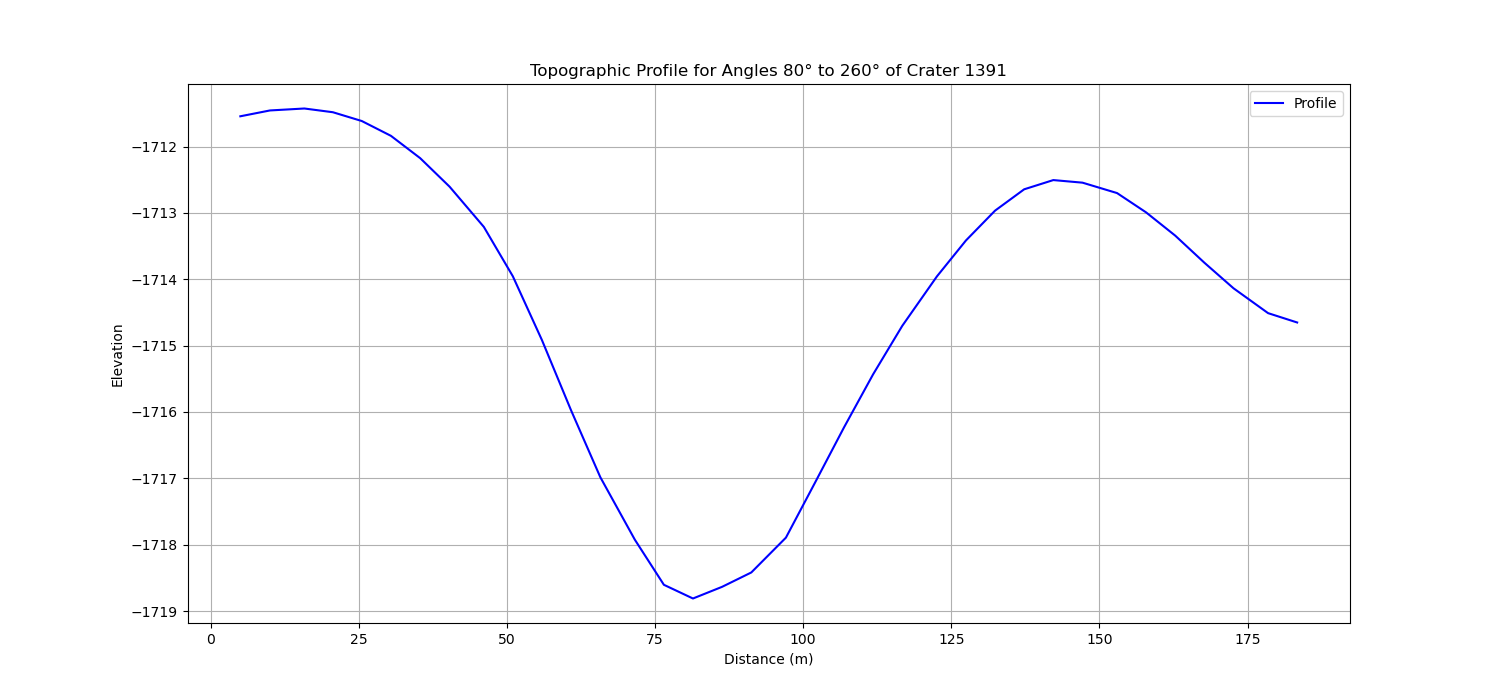 Topographic Profile for Angles 80° to 260° of Crater 1391
Profile
Elevation
−1712
−1713
−1714
−1715
−1716
−1717
−1718
−1719
0 25 50 75 100 125 150 175
Distance (m)